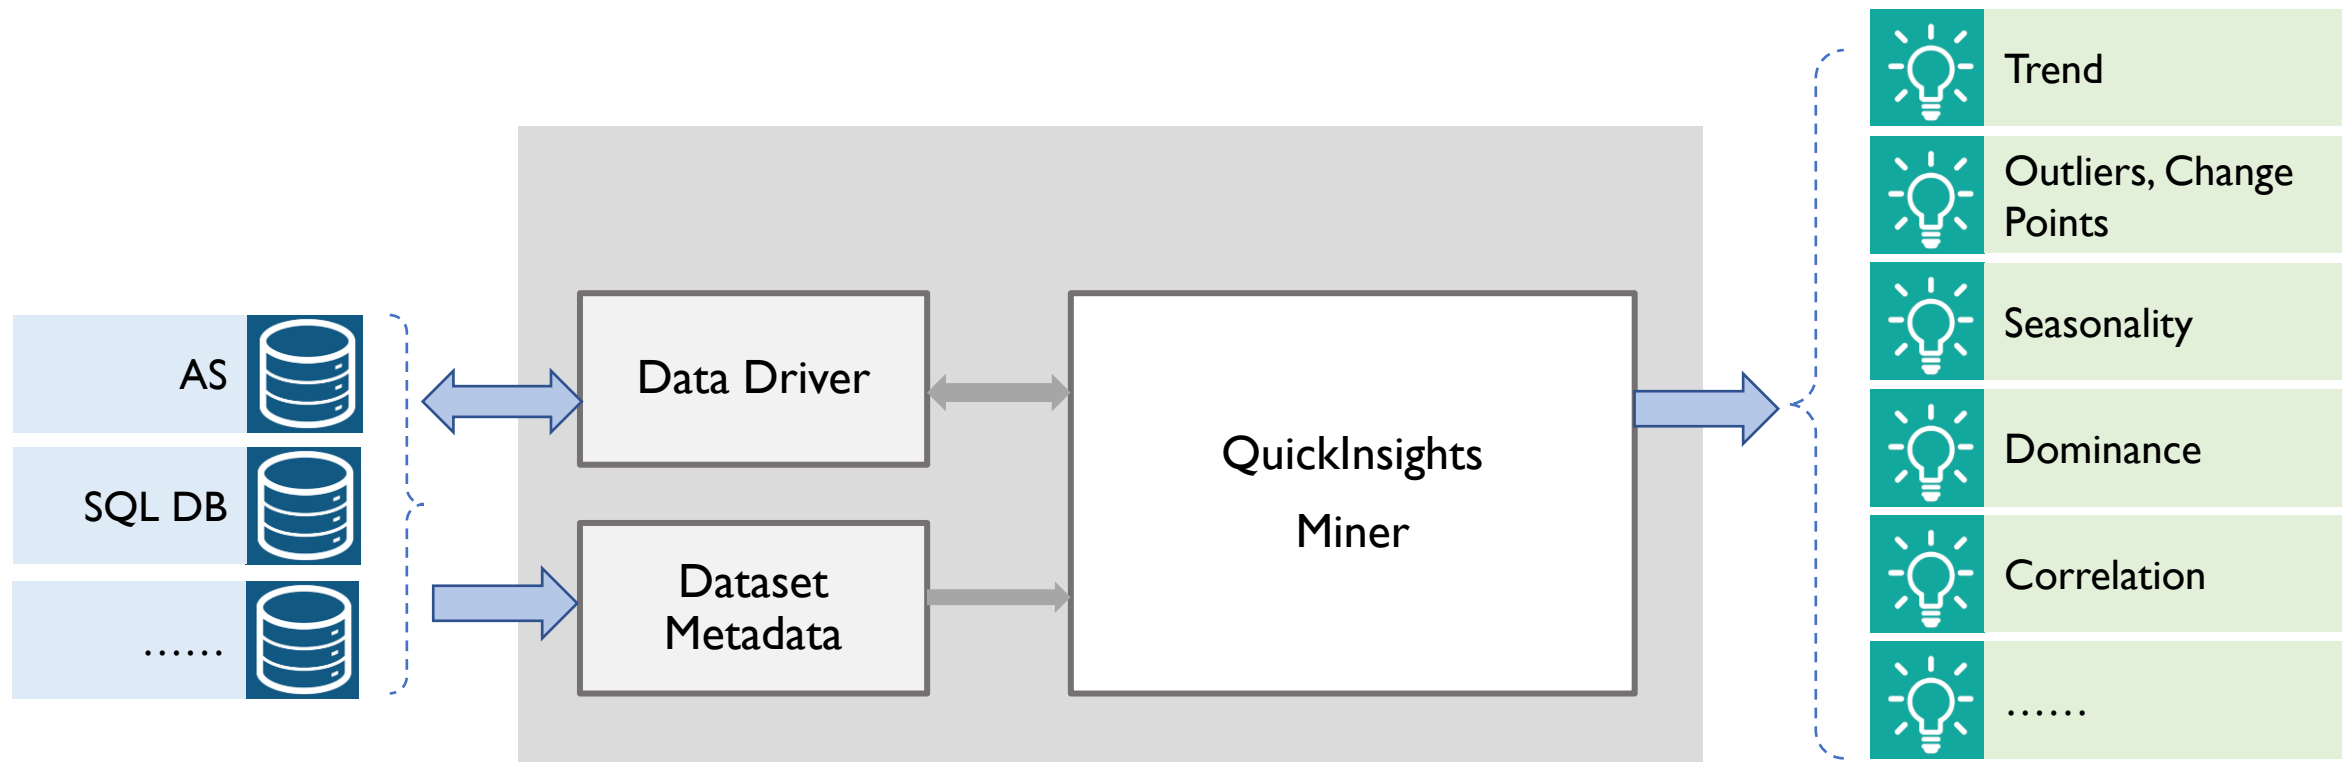 AS
SQL DB
……
Data Driver
Dataset
Metadata
QuickInsights
Miner
Trend
Outliers, Change
Points
Seasonality
Dominance
Correlation
……